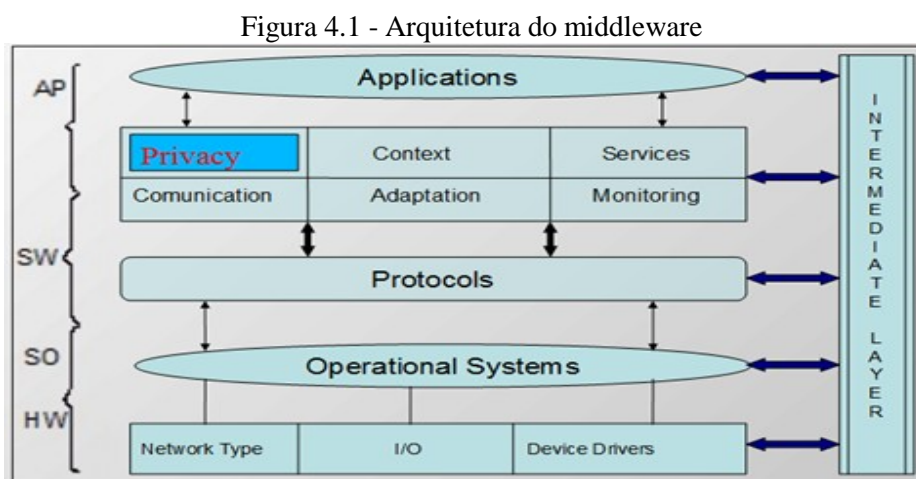 Figura 4.1 - Arquitetura do middleware
AP
Applications
Privacy
Context
Services
Comunication
Adaptation
Monitoring
SW
Protocols
SO
Operational Systems
HW
Network Type
I/O
Device Drivers
INTERMEDIATE LAYER